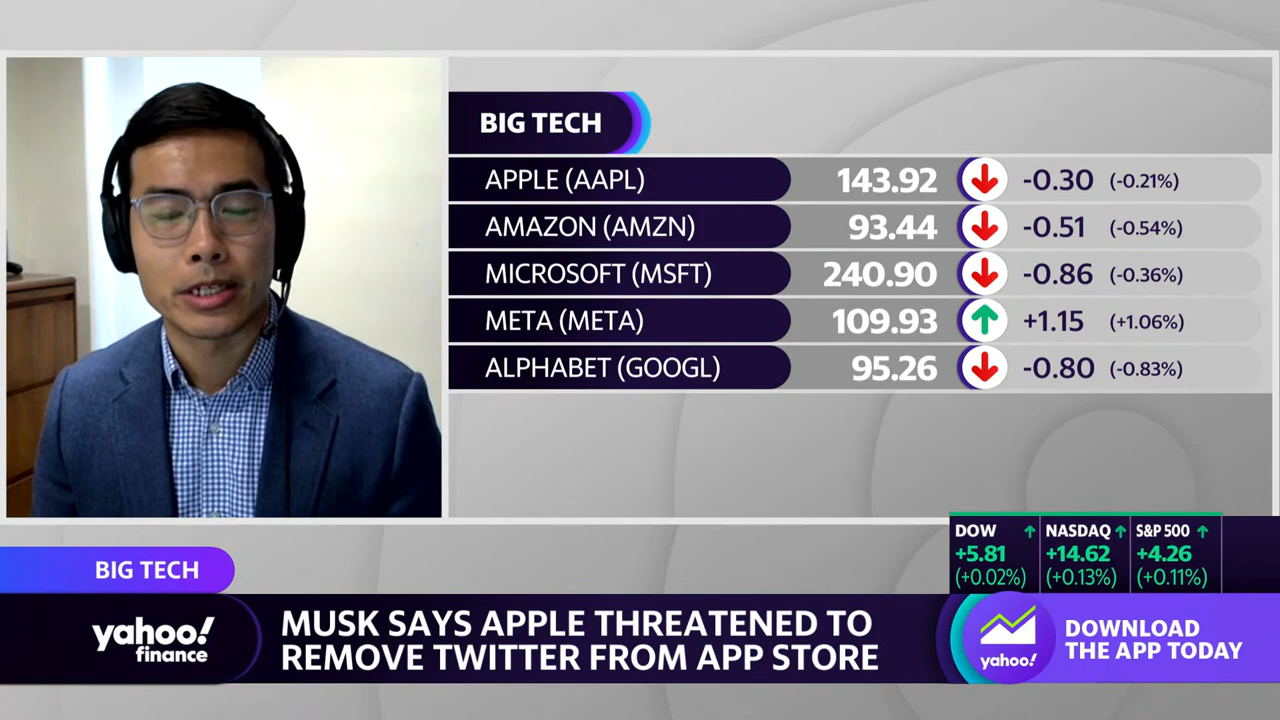 BIG TECH
APPLE (AAPL) 143.92 -0.30 (-0.21%)
AMAZON (AMZN) 93.44 -0.51 (-0.54%)
MICROSOFT (MSFT) 240.90 -0.86 (-0.36%)
META (META) 109.93 +1.15 (+1.06%)
ALPHABET (GOOGL) 95.26 -0.80 (-0.83%)
DOW NASDAQ S&P 500
+5.81 +14.62 +4.26
(+0.02%) (+0.13%) (+0.11%)
BIG TECH
yahoo!
finance
MUSK SAYS APPLE THREATENED TO
REMOVE TWITTER FROM APP STORE
yahoo!
DOWNLOAD
THE APP TODAY